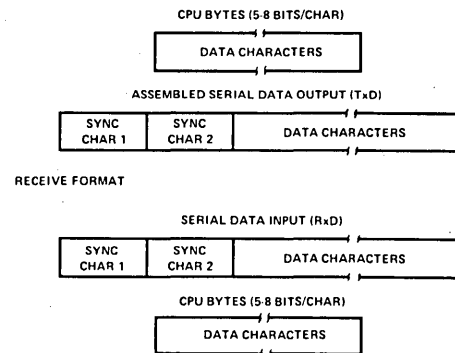 CPU BYTES (5-8 BITS/CHAR)
DATA CHARACTERS
ASSEMBLED SERIAL DATA OUTPUT (TxD)
SYNC CHAR 1
SYNC CHAR 2
DATA CHARACTERS
RECEIVE FORMAT
SERIAL DATA INPUT (RxD)
SYNC CHAR 1
SYNC CHAR 2
DATA CHARACTERS
CPU BYTES (5-8 BITS/CHAR)
DATA CHARACTERS